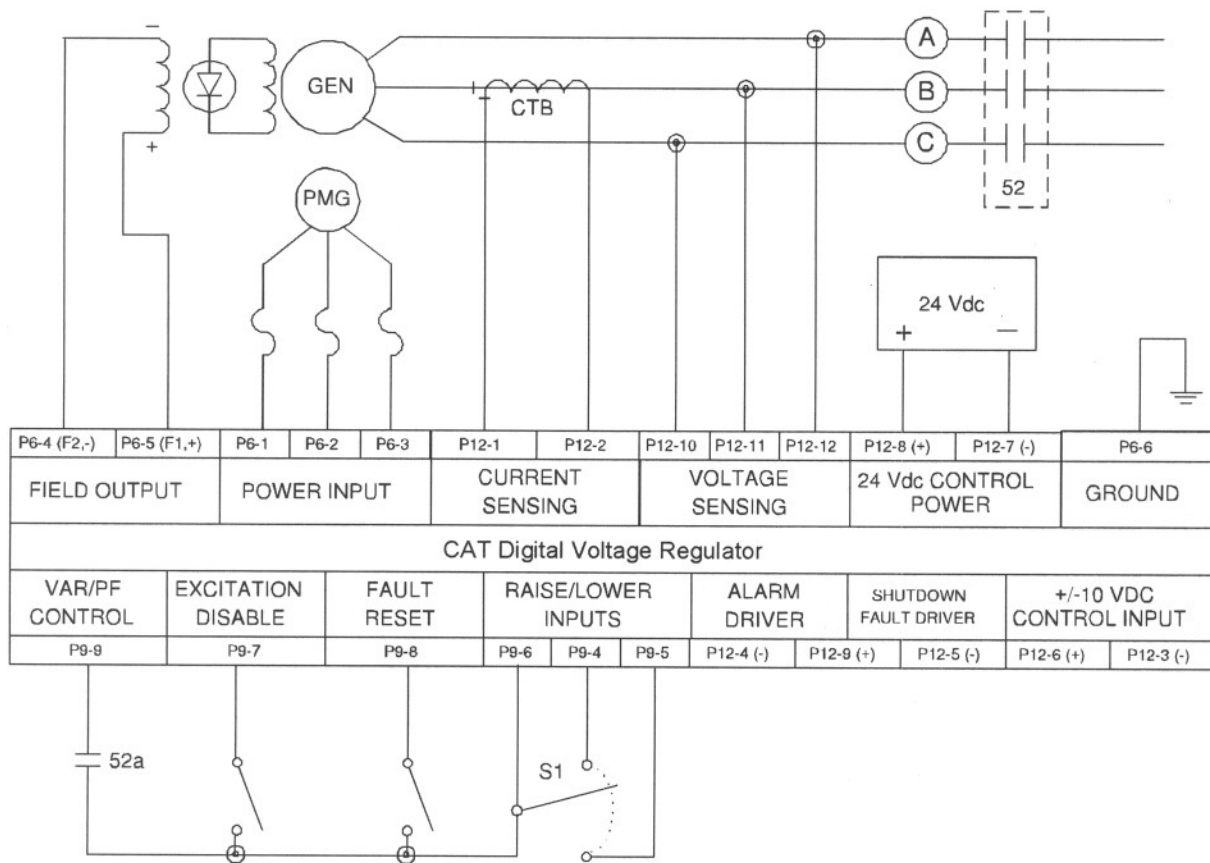 −
+
GEN
CTB
A
B
C
52
PMG
24 Vdc
+ −
P6-4 (F2,-) P6-5 (F1,+) P6-1 P6-2 P6-3 P12-1 P12-2 P12-10 P12-11 P12-12 P12-8 (+) P12-7 (-) P6-6
FIELD OUTPUT
POWER INPUT
CURRENT
SENSING
VOLTAGE
SENSING
24 Vdc CONTROL
POWER
GROUND
CAT Digital Voltage Regulator
VAR/PF
CONTROL
EXCITATION
DISABLE
FAULT
RESET
RAISE/LOWER
INPUTS
ALARM
DRIVER
SHUTDOWN
FAULT DRIVER
+/-10 VDC
CONTROL INPUT
P9-9 P9-7 P9-8 P9-6 P9-4 P9-5 P12-4 (-) P12-9 (+) P12-5 (-) P12-6 (+) P12-3 (-)
52a
S1